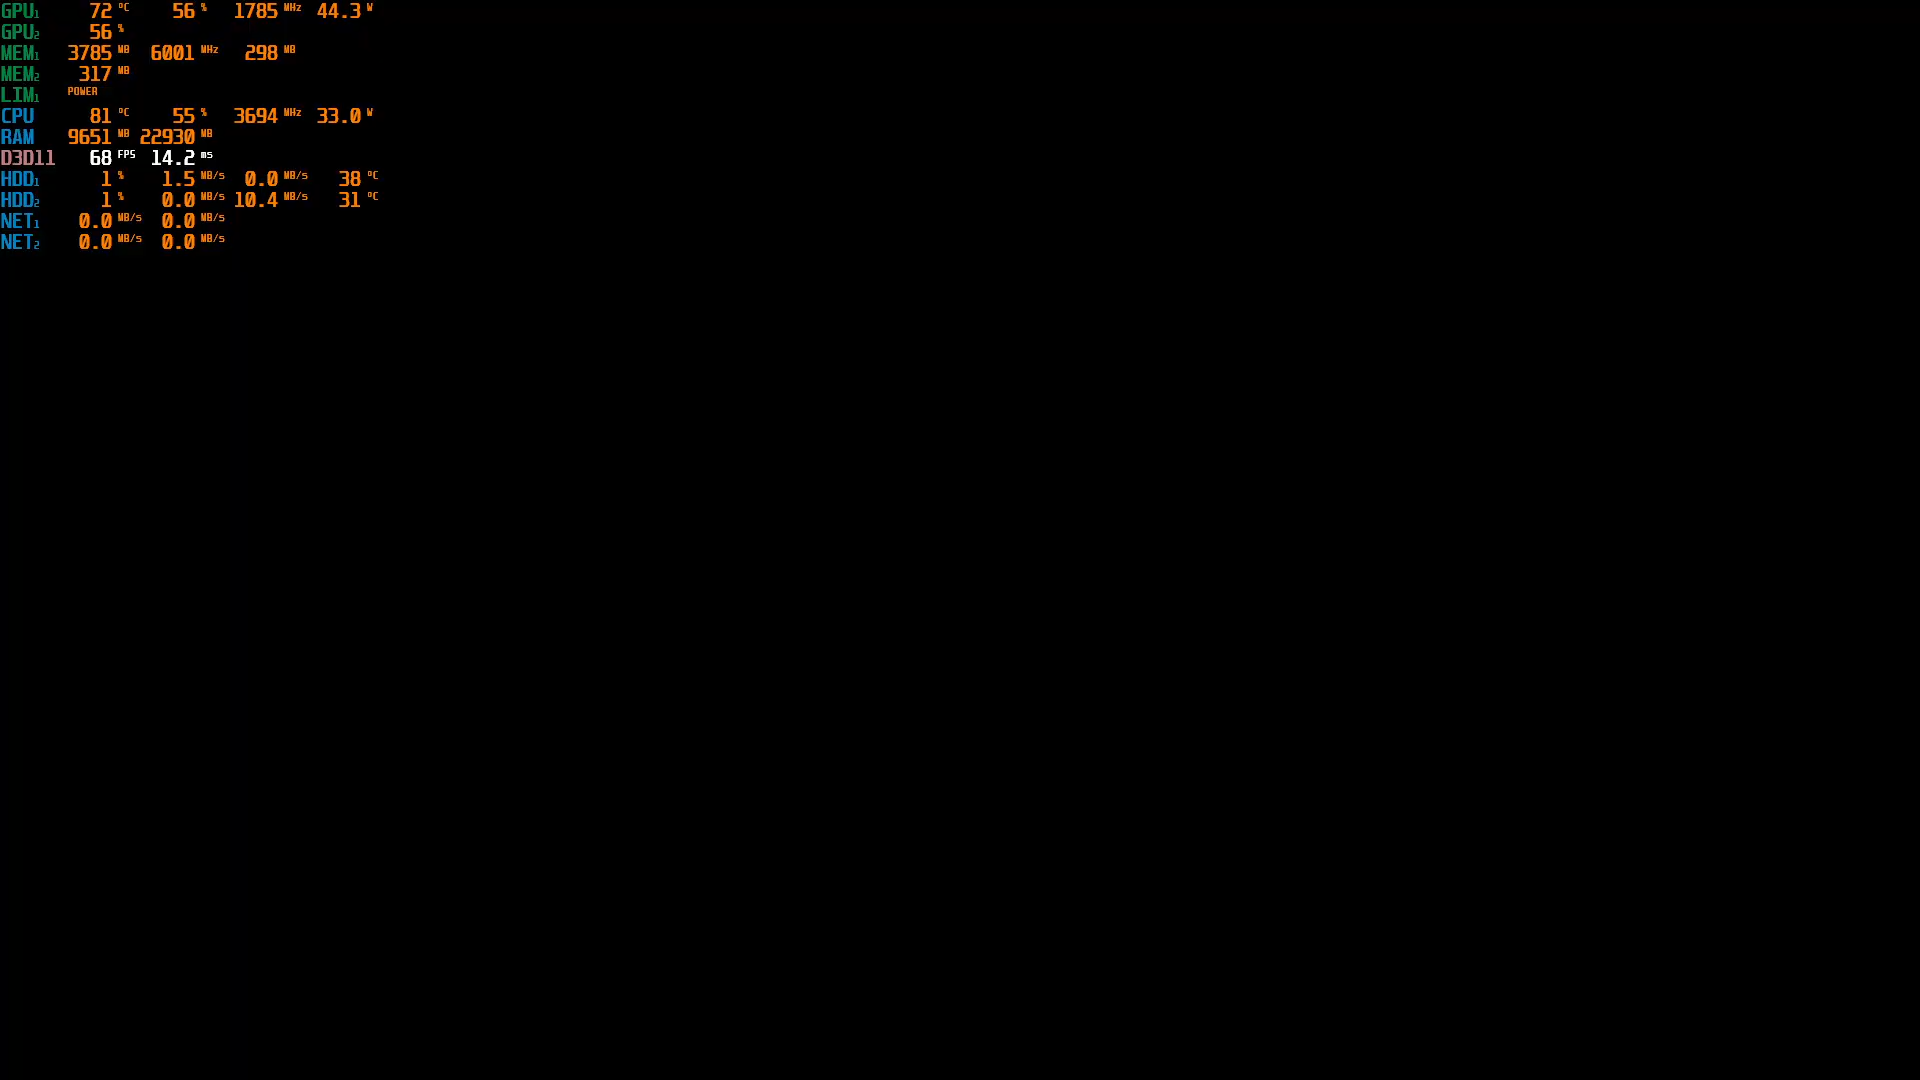 GPU1 72 °C 56 % 1785 MHz 44.3 W
GPU2 56 %
MEM1 3785 MB 6001 MHz 298 MB
MEM2 317 MB
LIM1 POWER
CPU 81 °C 55 % 3694 MHz 33.0 W
RAM 9651 MB 22930 MB
D3D11 68 FPS 14.2 ms
HDD1 1 % 1.5 MB/s 0.0 MB/s 38 °C
HDD2 1 % 0.0 MB/s 10.4 MB/s 31 °C
NET1 0.0 MB/s 0.0 MB/s
NET2 0.0 MB/s 0.0 MB/s